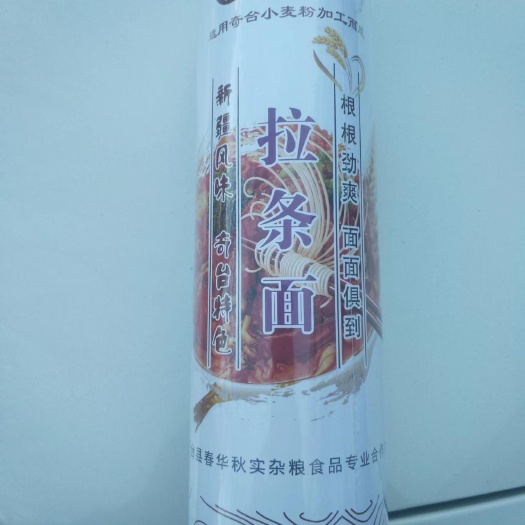 选用奇台小麦粉加工而成
根根劲爽 面面俱到
拉条面
新疆风味 奇台特色
台县春华秋实杂粮食品专业合作